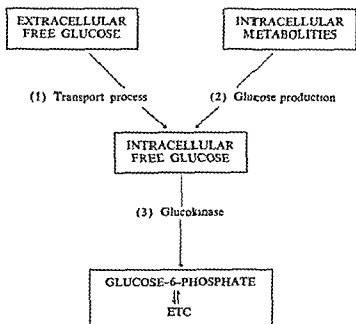 EXTRACELLULAR
FREE GLUCOSE
INTRACELLULAR
METABOLITIES
(1) Transport process
(2) Glucose production
INTRACELLULAR
FREE GLUCOSE
(3) Glucokinase
GLUCOSE-6-PHOSPHATE
⇅
ETC